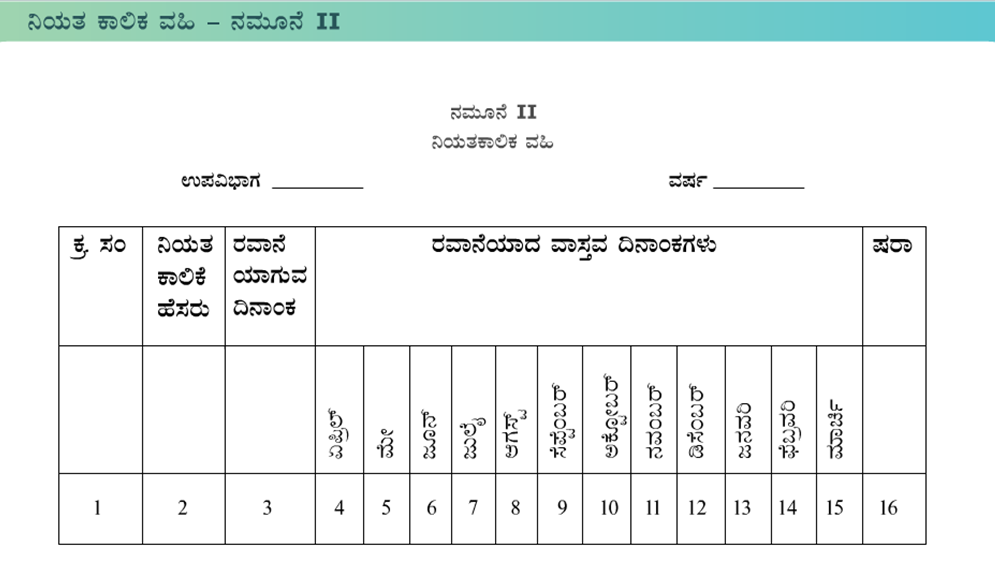 ನಿಯತ ಕಾಲಿಕ ವಹಿ – ನಮೂನೆ II
ನಮೂನೆ II
ನಿಯತಕಾಲಿಕ ವಹಿ
ಉಪವಿಭಾಗ __________ ವರ್ಷ __________
ಕ್ರ. ಸಂ ನಿಯತ ಕಾಲಿಕೆ ಹೆಸರು ರವಾನೆ ಯಾಗುವ ದಿನಾಂಕ ರವಾನೆಯಾದ ವಾಸ್ತವ ದಿನಾಂಕಗಳು ಷರಾ
ಏಪ್ರಿಲ್ ಮೇ ಜೂನ್ ಜುಲೈ ಆಗಸ್ಟ್ ಸೆಪ್ಟೆಂಬರ್ ಅಕ್ಟೋಬರ್ ನವಂಬರ್ ಡಿಸೆಂಬರ್ ಜನವರಿ ಫೆಬ್ರವರಿ ಮಾರ್ಚಿ
1 2 3 4 5 6 7 8 9 10 11 12 13 14 15 16